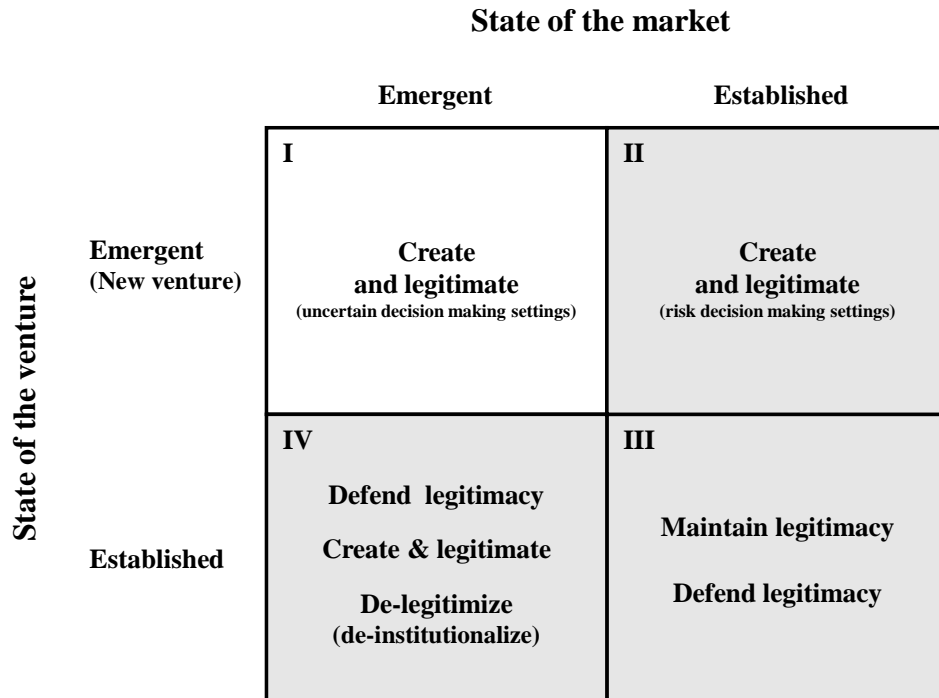 State of the market
Emergent
Established
State of the venture
Emergent
(New venture)
I
Create
and legitimate
(uncertain decision making settings)
II
Create
and legitimate
(risk decision making settings)
Established
IV
Defend legitimacy
Create & legitimate
De-legitimize
(de-institutionalize)
III
Maintain legitimacy
Defend legitimacy